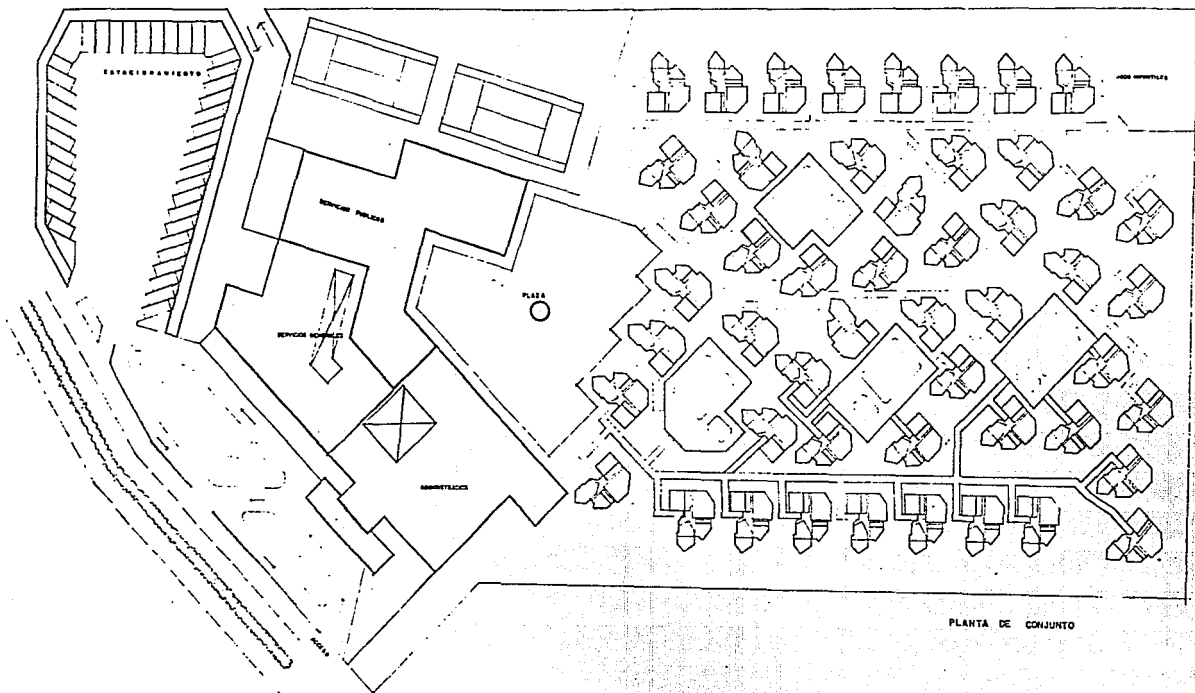 ESTACIONAMIENTO
SERVICIOS PUBLICOS
PLAZA
ADMINISTRACION
ACCESO
PLANTA DE CONJUNTO